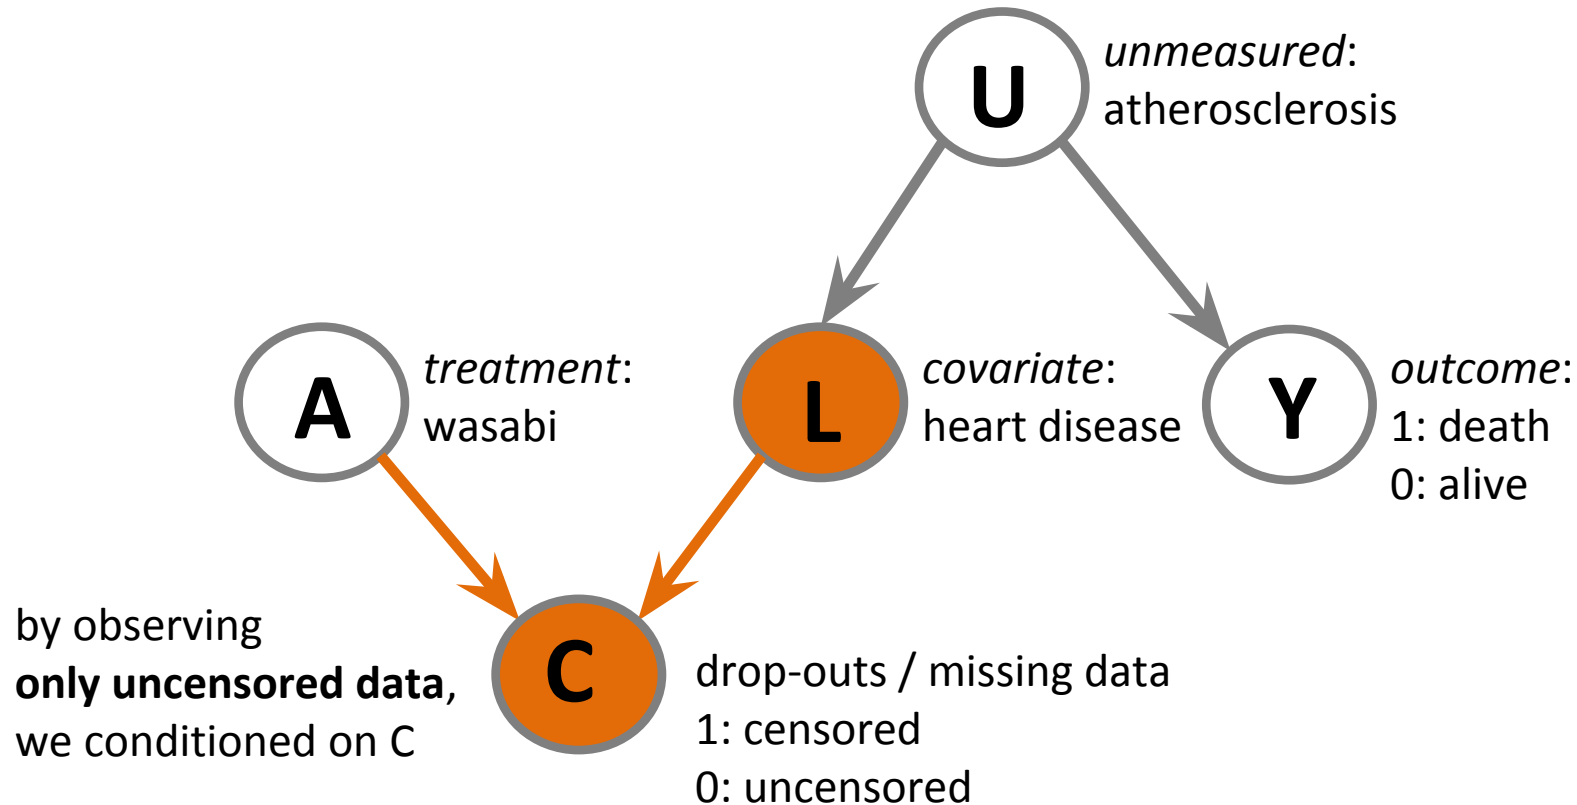 U
unmeasured:
atherosclerosis
A
treatment:
wasabi
L
covariate:
heart disease
Y
outcome:
1: death
0: alive
by observing
only uncensored data,
we conditioned on C
C
drop-outs / missing data
1: censored
0: uncensored